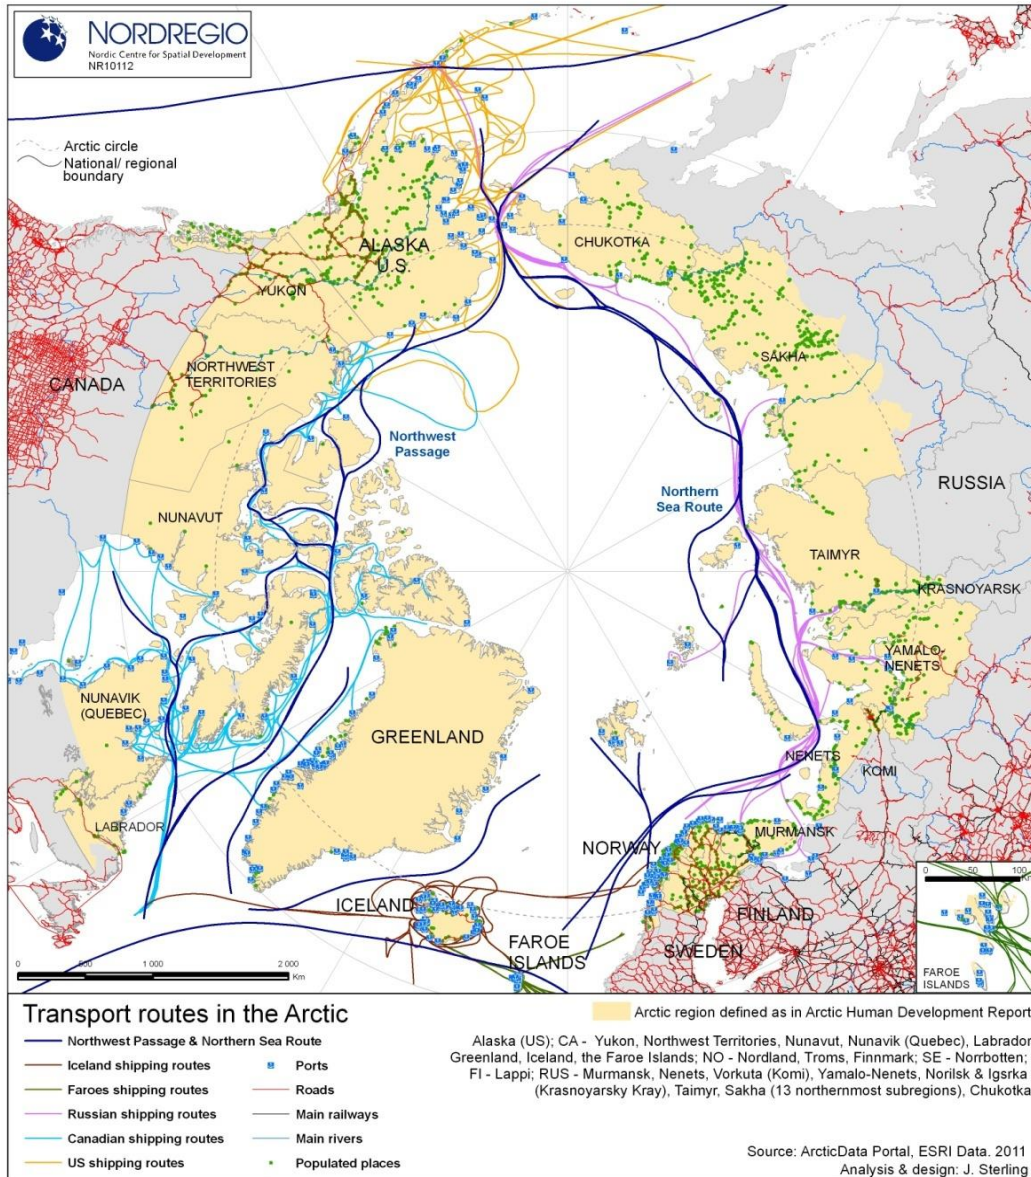 NORDREGIO
Nordic Centre for Spatial Development
NR10112
Arctic circle
National/ regional
boundary
ALASKA
U.S.
CHUKOTKA
YUKON
SAKHA
NORTHWEST
TERRITORIES
CANADA
Northwest
Passage
Northern
Sea Route
RUSSIA
NUNAVUT
TAIMYR
KRASNOYARSK
YAMALO-
NENETS
NUNAVIK
(QUEBEC)
GREENLAND
NENETS
KOMI
LABRADOR
MURMANSK
NORWAY
ICELAND
FINLAND
SWEDEN
FAROE
ISLANDS
0 50 100
FAROE
ISLANDS
0 500 1 000 2 000
Km
Transport routes in the Arctic
Northwest Passage & Northern Sea Route
Iceland shipping routes
Faroes shipping routes
Russian shipping routes
Canadian shipping routes
US shipping routes
Ports
Roads
Main railways
Main rivers
Populated places
Arctic region defined as in Arctic Human Development Report
Alaska (US); CA - Yukon, Northwest Territories, Nunavut, Nunavik (Quebec), Labrador
Greenland, Iceland, the Faroe Islands; NO - Nordland, Troms, Finnmark; SE - Norrbotten;
FI - Lappi; RUS - Murmansk, Nenets, Vorkuta (Komi), Yamalo-Nenets, Norilsk & Igsrka
(Krasnoyarsky Kray), Taimyr, Sakha (13 northernmost subregions), Chukotka
Source: ArcticData Portal, ESRI Data. 2011
Analysis & design: J. Sterling